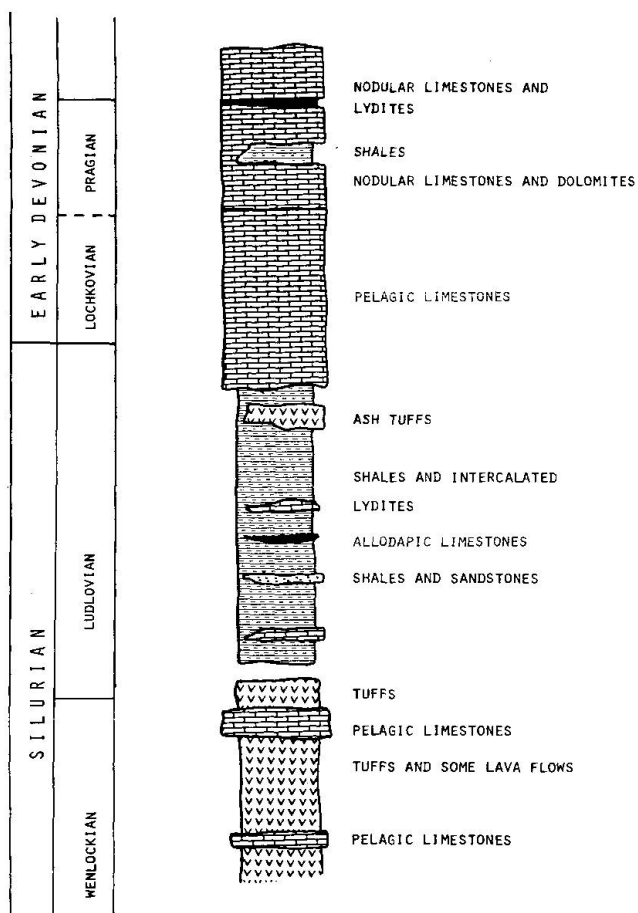 EARLY DEVONIAN
SILURIAN
PRAGIAN
LOCHKOVIAN
LUDLOVIAN
WENLOCKIAN
NODULAR LIMESTONES AND
LYDITES
SHALES
NODULAR LIMESTONES AND DOLOMITES
PELAGIC LIMESTONES
ASH TUFFS
SHALES AND INTERCALATED
LYDITES
ALLODAPIC LIMESTONES
SHALES AND SANDSTONES
TUFFS
PELAGIC LIMESTONES
TUFFS AND SOME LAVA FLOWS
PELAGIC LIMESTONES